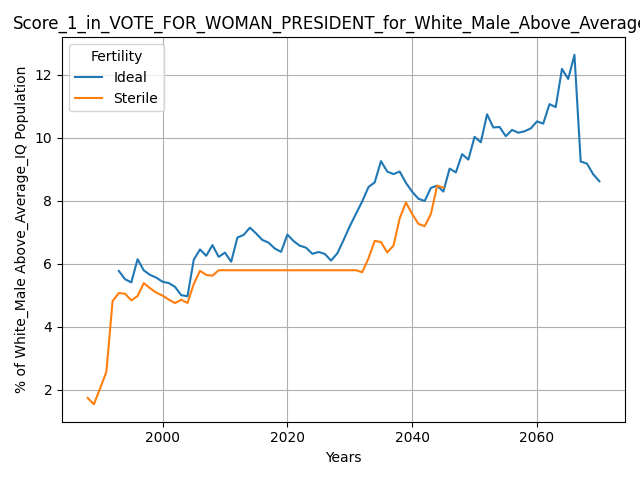 Score_1_in_VOTE_FOR_WOMAN_PRESIDENT_for_White_Male_Above_Average
Fertility
Ideal
Sterile
12
10
8
6
4
2
% of White_Male Above_Average_IQ Population
2000
2020
2040
2060
Years